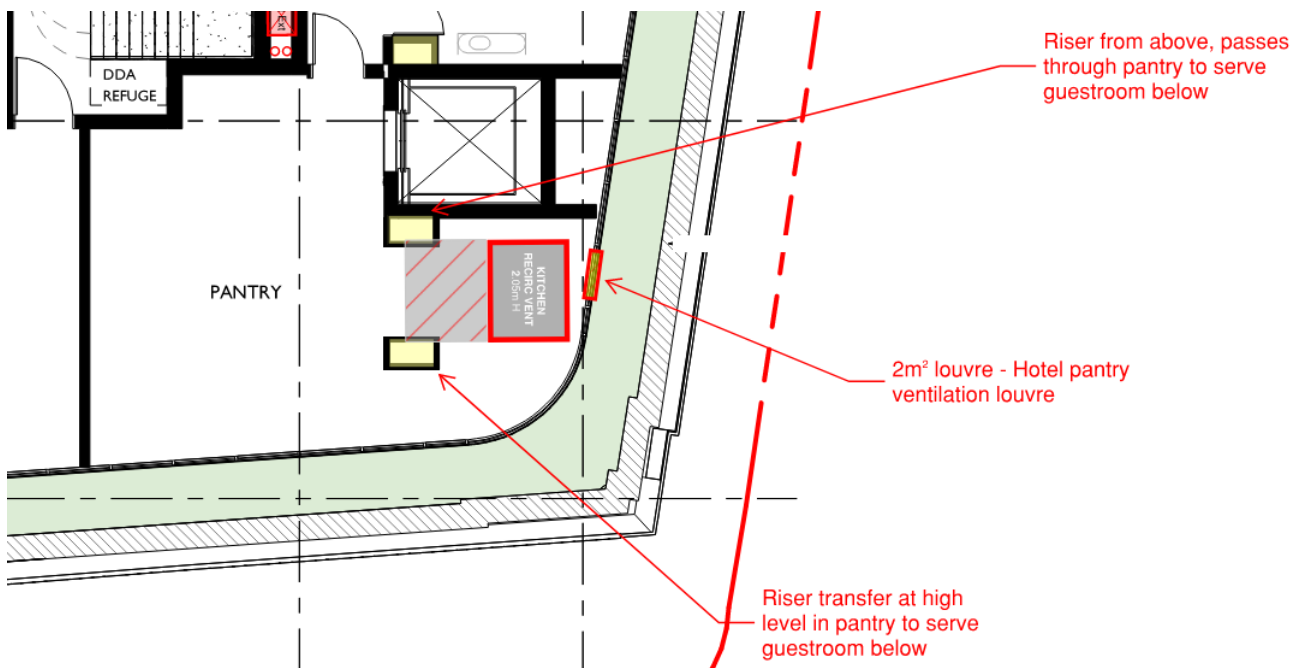 Ext
DDA
REFUGE
Riser from above, passes
through pantry to serve
guestroom below
PANTRY
KITCHEN
RECIRC VENT
2.05m H
2m² louvre - Hotel pantry
ventilation louvre
Riser transfer at high
level in pantry to serve
guestroom below